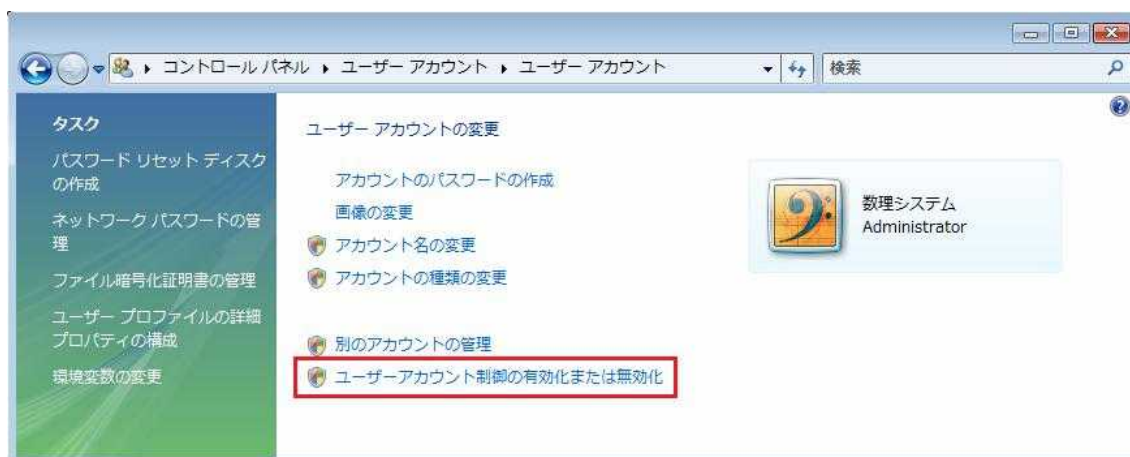 コントロール パネル ▸ ユーザー アカウント ▸ ユーザー アカウント
検索
タスク
パスワード リセット ディスク
の作成
ネットワーク パスワードの管
理
ファイル暗号化証明書の管理
ユーザー プロファイルの詳細
プロパティの構成
環境変数の変更
ユーザー アカウントの変更
アカウントのパスワードの作成
画像の変更
アカウント名の変更
アカウントの種類の変更
別のアカウントの管理
ユーザーアカウント制御の有効化または無効化
数理システム
Administrator